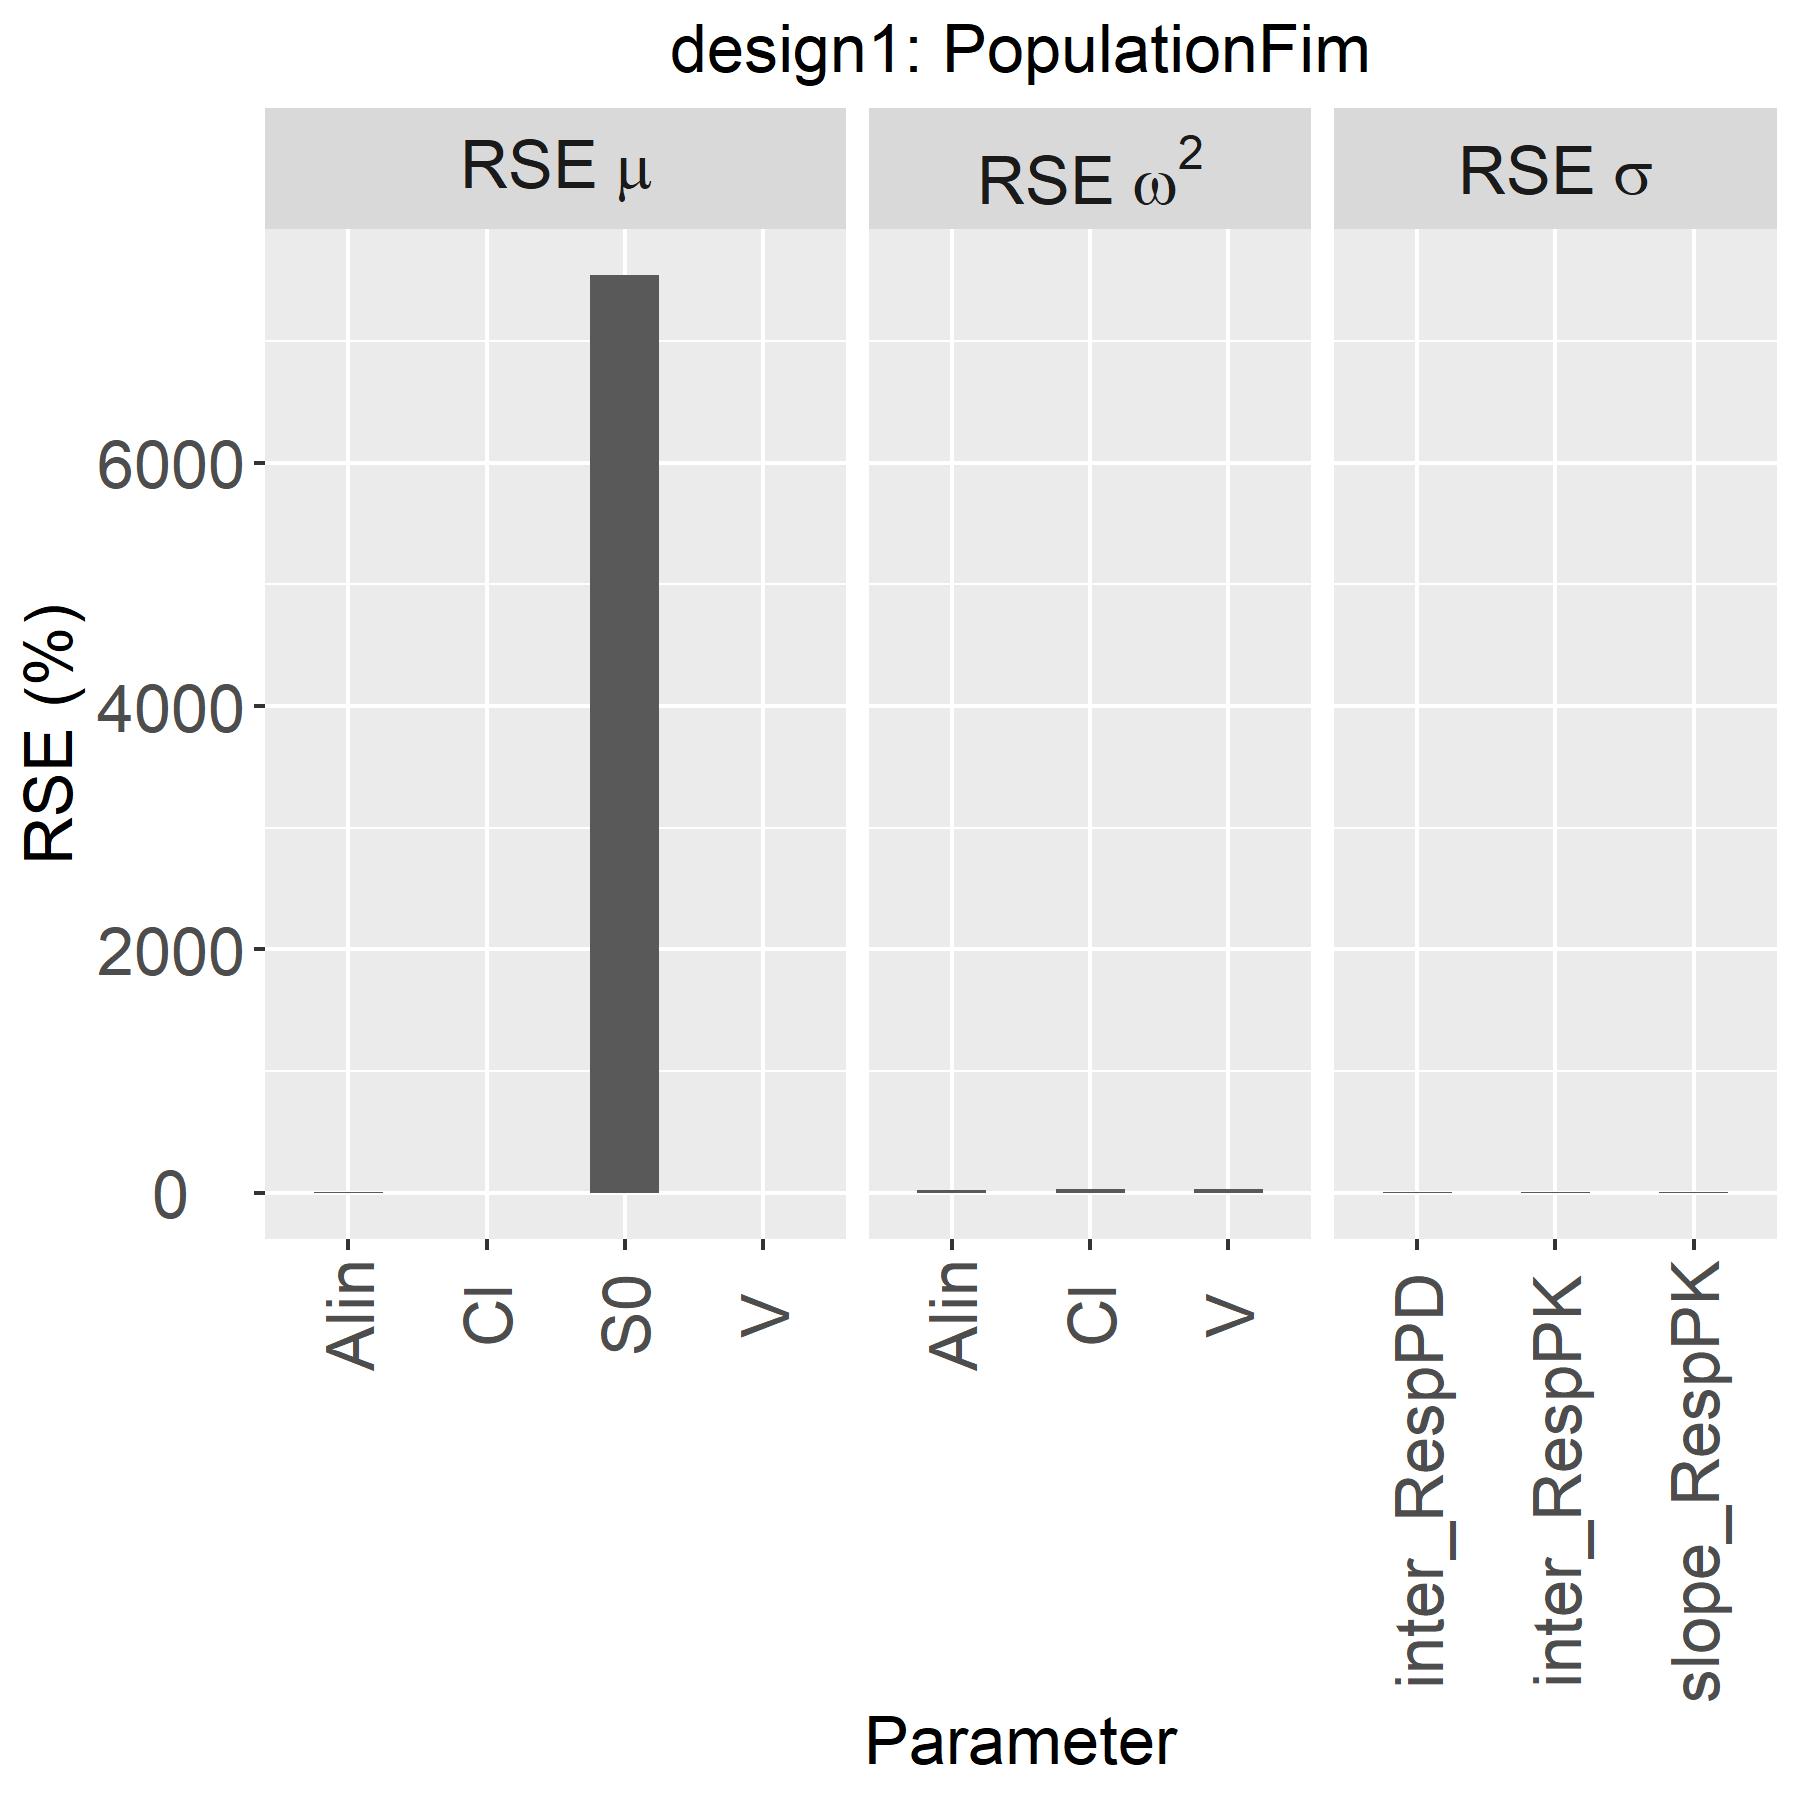 design1: PopulationFim
RSE μ
RSE ω²
RSE σ
RSE (%)
6000
4000
2000
0
Alin
Cl
S0
V
Alin
Cl
V
inter_RespPD
inter_RespPK
slope_RespPK
Parameter